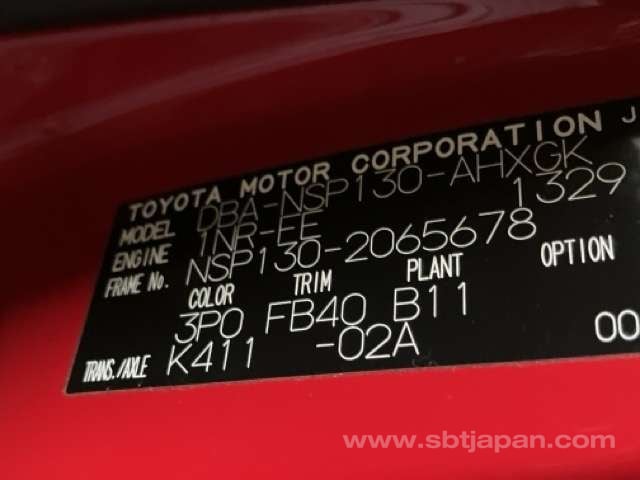 TOYOTA MOTOR CORPORATION J
MODEL DBA-NSP130-AHXGK
ENGINE 1NR-FE 1329
FRAME No. NSP130-2065678
COLOR TRIM PLANT OPTION
3P0 FB40 B11
TRANS./AXLE K411 -02A 00
www.sbtjapan.com